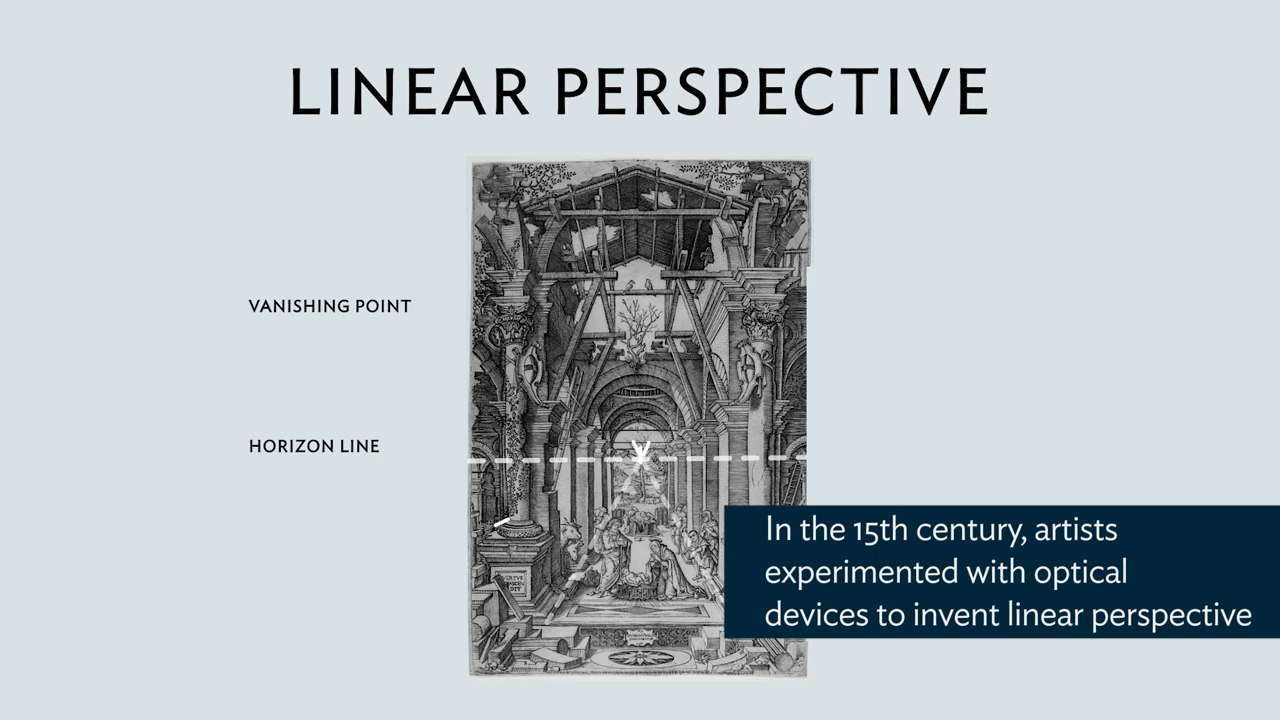 LINEAR PERSPECTIVE
VANISHING POINT
HORIZON LINE
In the 15th century, artists
experimented with optical
devices to invent linear perspective